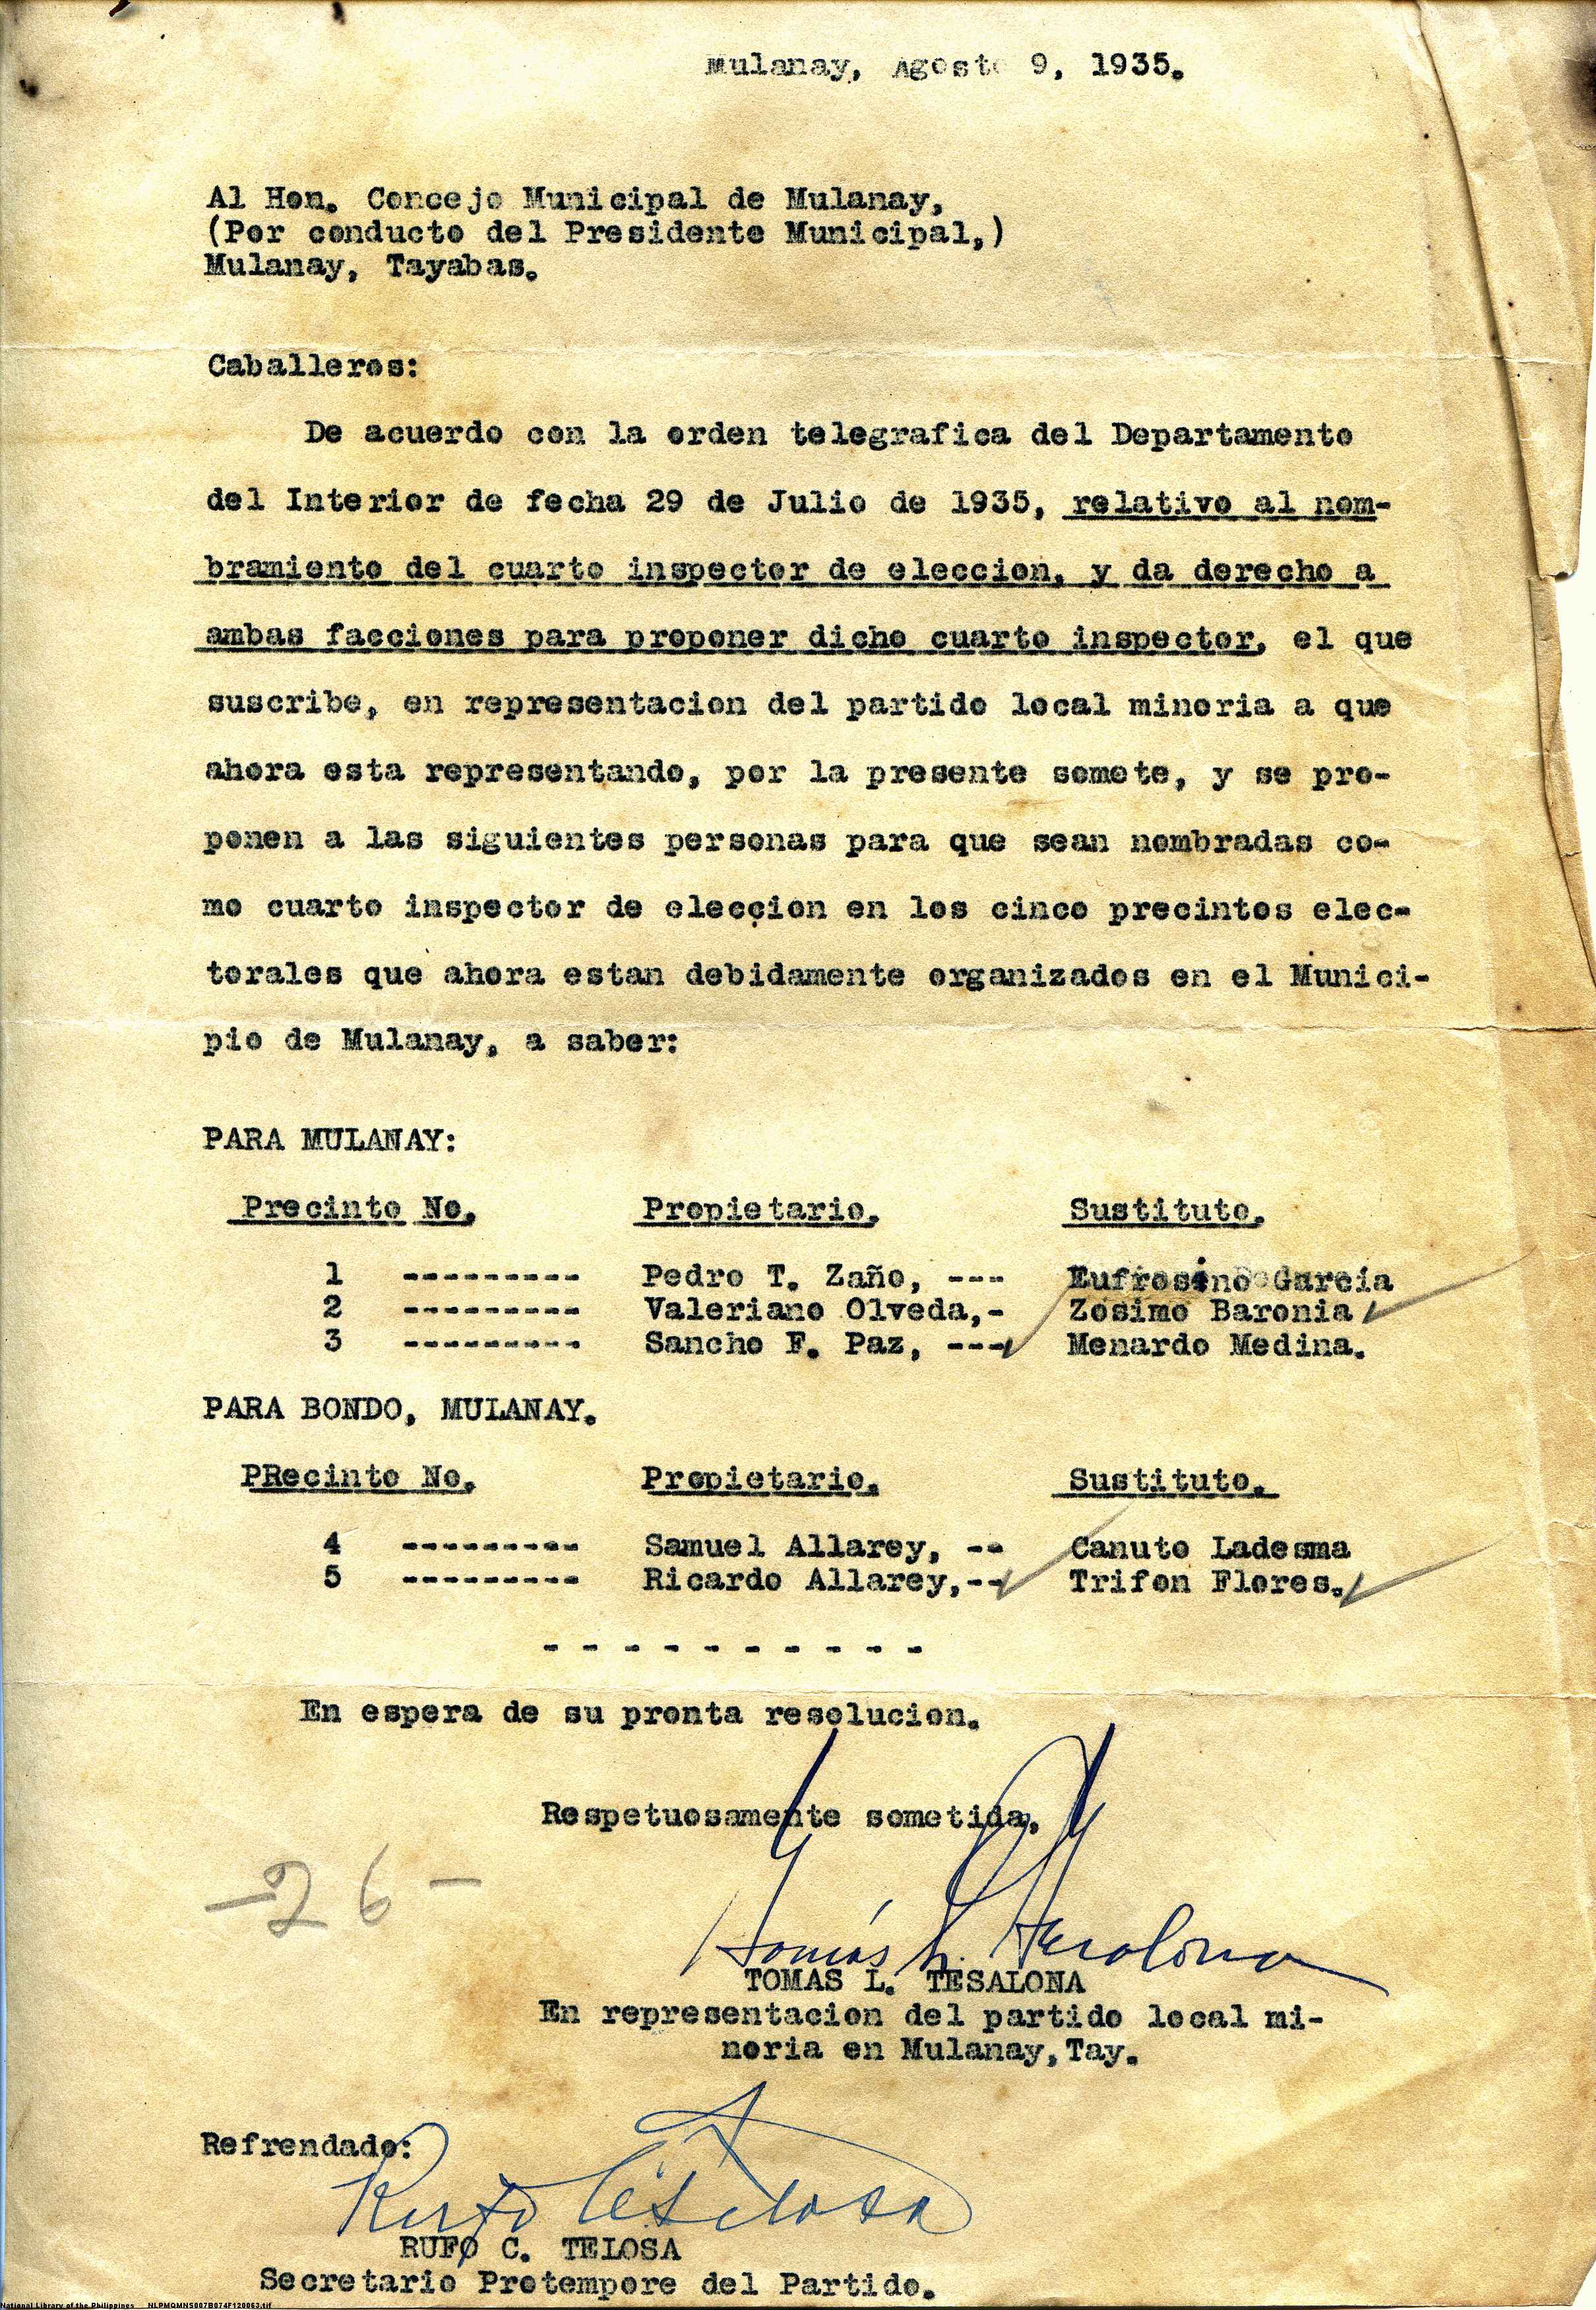 Mulanay, Agosto 9, 1935.
Al Hon. Concejo Municipal de Mulanay,
(Por conducto del Presidente Municipal,)
Mulanay, Tayabas.
Caballeros:
De acuerdo con la orden telegrafica del Departamento
del Interior de fecha 29 de Julio de 1935, relativo al nom-
bramiento del cuarto inspector de eleccion, y da derecho a
ambas facciones para proponer dicho cuarto inspector, el que
suscribe, en representacion del partido local minoria a que
ahora esta representando, por la presente somete, y se pro-
ponen a las siguientes personas para que sean nombradas co-
mo cuarto inspector de eleccion en los cinco precintos elec-
torales que ahora estan debidamente organizados en el Munici-
pio de Mulanay, a saber:
PARA MULANAY:
Precinto No. Propietario. Sustituto.
1 --------- Pedro T. Zaño, --- Eufrosino Garcia
2 --------- Valeriano Olveda,- Zosimo Baronia
3 --------- Sancho F. Paz, --- Menardo Medina.
PARA BONDO, MULANAY.
PRecinto No. Propietario. Sustituto.
4 --------- Samuel Allarey, -- Canuto Ladesma
5 --------- Ricardo Allarey,-- Trifon Flores.
- - - - - - - - - -
En espera de su pronta resolucion.
Respetuosamente sometida,
-26-
Tomás L. Tesalona
TOMAS L. TESALONA
En representacion del partido local mi-
noria en Mulanay,Tay.
Refrendado:
Rufo C. Telosa
RUFO C. TELOSA
Secretario Protempore del Partido.
National Library of the Philippines NLPMQMNS007B074F120063.tif